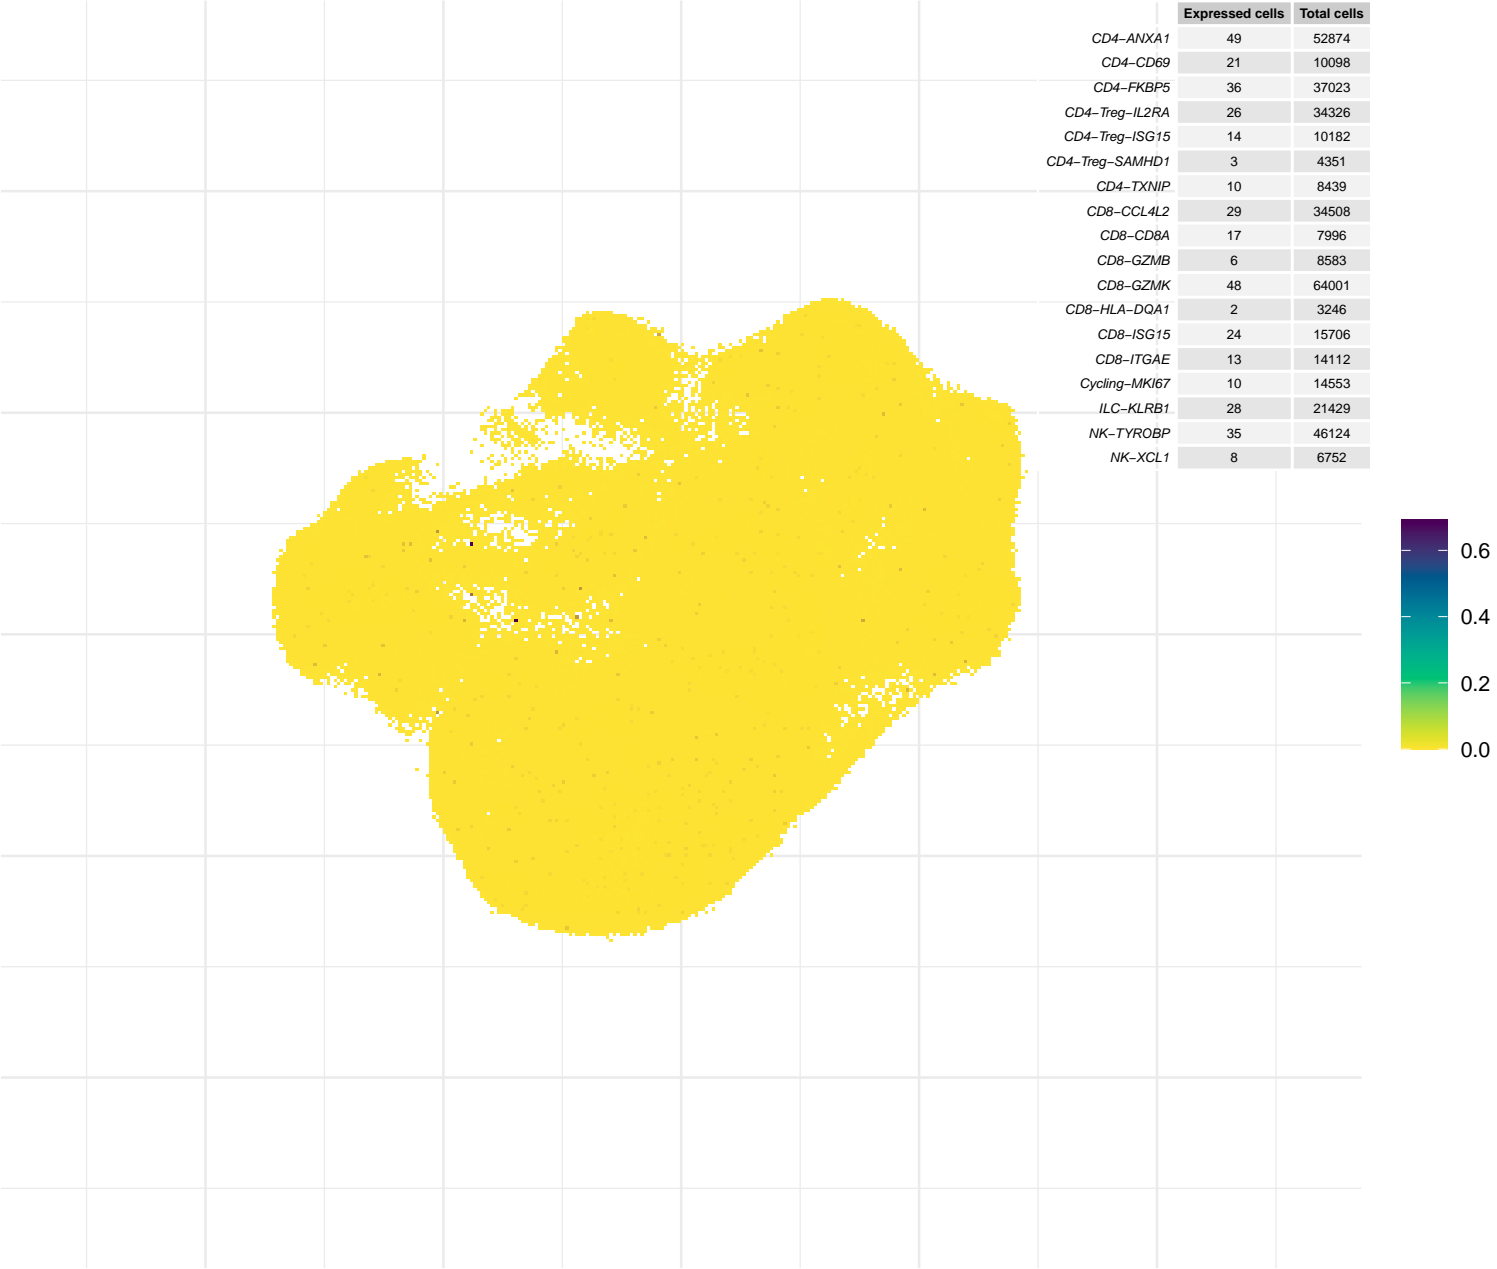 Expressed cells Total cells
CD4−ANXA1 49 52874
CD4−CD69 21 10098
CD4−FKBP5 36 37023
CD4−Treg−IL2RA 26 34326
CD4−Treg−ISG15 14 10182
CD4−Treg−SAMHD1 3 4351
CD4−TXNIP 10 8439
CD8−CCL4L2 29 34508
CD8−CD8A 17 7996
CD8−GZMB 6 8583
CD8−GZMK 48 64001
CD8−HLA−DQA1 2 3246
CD8−ISG15 24 15706
CD8−ITGAE 13 14112
Cycling−MKI67 10 14553
ILC−KLRB1 28 21429
NK−TYROBP 35 46124
NK−XCL1 8 6752
0.6
0.4
0.2
0.0